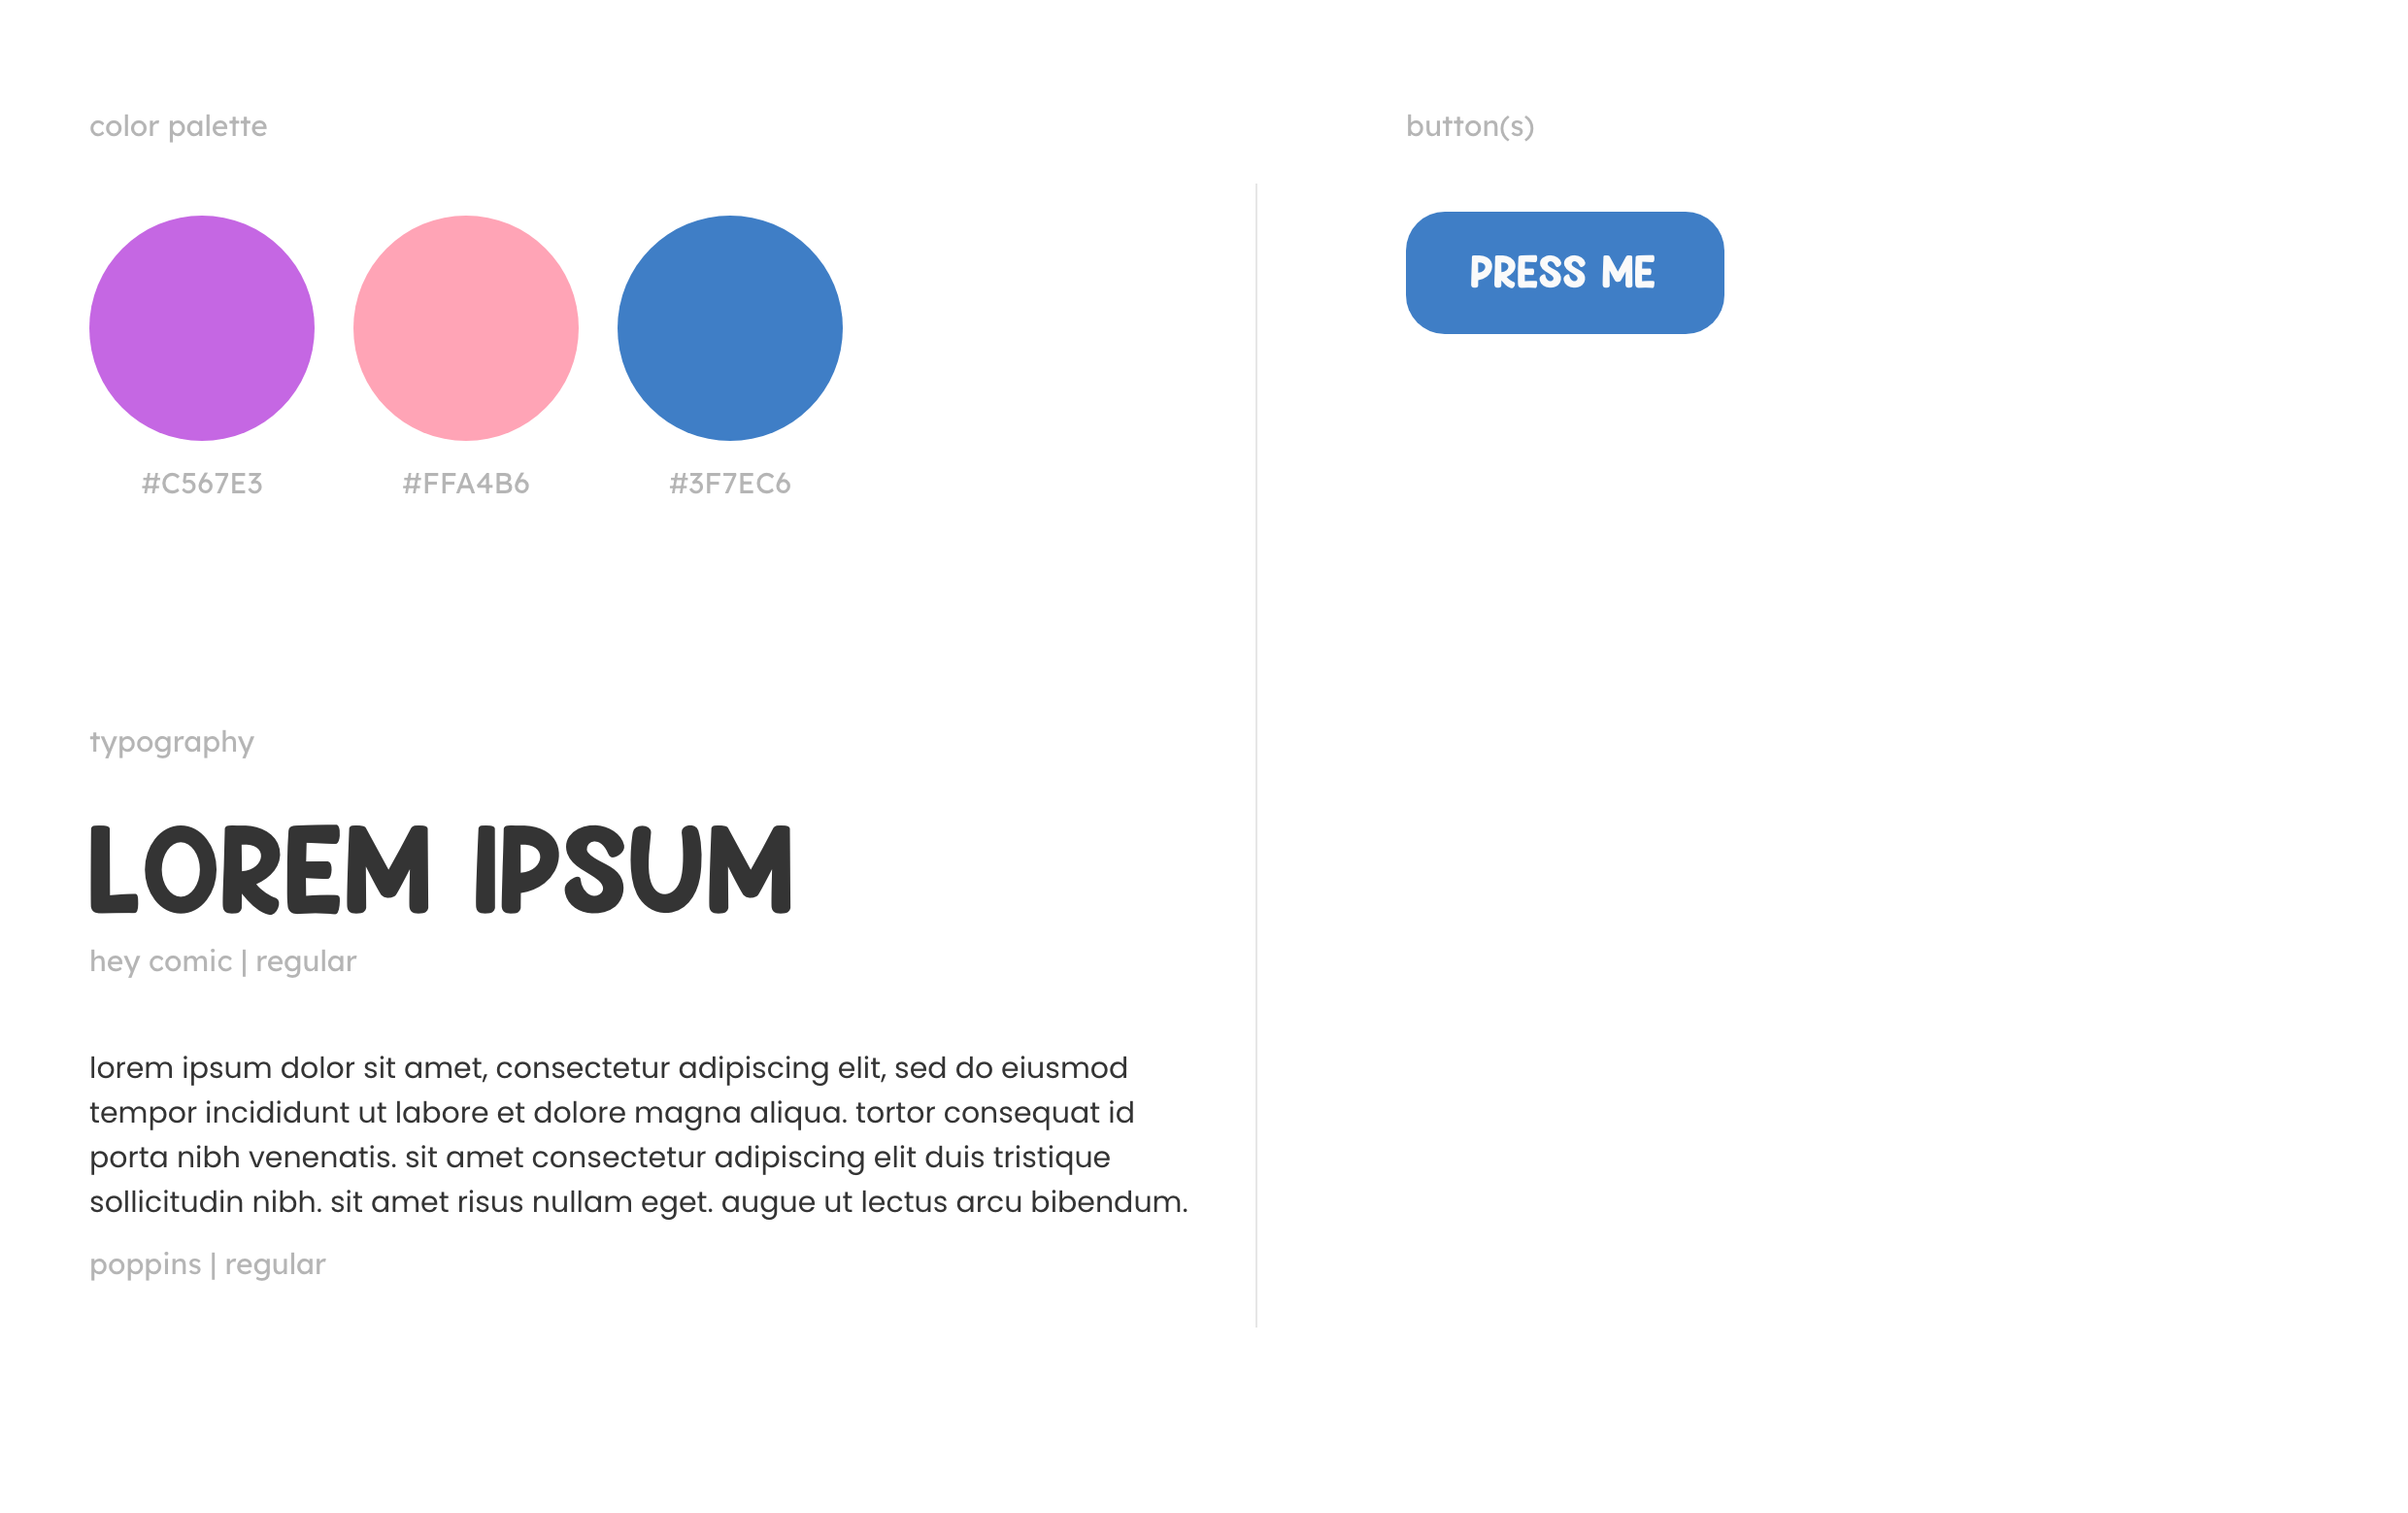 color palette
#C567E3
#FFA4B6
#3F7EC6
typography
LOREM IPSUM
hey comic | regular
lorem ipsum dolor sit amet, consectetur adipiscing elit, sed do eiusmod
tempor incididunt ut labore et dolore magna aliqua. tortor consequat id
porta nibh venenatis. sit amet consectetur adipiscing elit duis tristique
sollicitudin nibh. sit amet risus nullam eget. augue ut lectus arcu bibendum.
poppins | regular
button(s)
PRESS ME